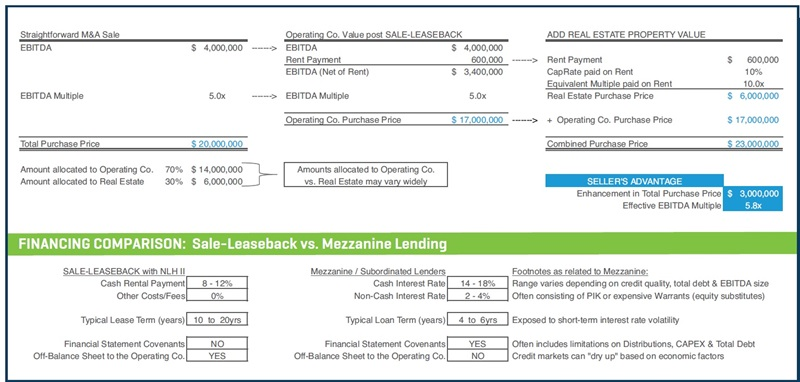 Straightforward M&A Sale
EBITDA $ 4,000,000 ------>
EBITDA Multiple 5.0x ------>
Total Purchase Price $ 20,000,000
Amount allocated to Operating Co. 70% $ 14,000,000
Amount allocated to Real Estate 30% $ 6,000,000
Operating Co. Value post SALE-LEASEBACK
EBITDA $ 4,000,000
Rent Payment 600,000 ------>
EBITDA (Net of Rent) $ 3,400,000
EBITDA Multiple 5.0x
Operating Co. Purchase Price $ 17,000,000 ------>
Amounts allocated to Operating Co.
vs. Real Estate may vary widely
ADD REAL ESTATE PROPERTY VALUE
Rent Payment $ 600,000
CapRate paid on Rent 10%
Equivalent Multiple paid on Rent 10.0x
Real Estate Purchase Price $ 6,000,000
+ Operating Co. Purchase Price $ 17,000,000
Combined Purchase Price $ 23,000,000
SELLER'S ADVANTAGE
Enhancement in Total Purchase Price $ 3,000,000
Effective EBITDA Multiple 5.8x
FINANCING COMPARISON: Sale-Leaseback vs. Mezzanine Lending
SALE-LEASEBACK with NLH II
Cash Rental Payment 8 - 12%
Other Costs/Fees 0%
Typical Lease Term (years) 10 to 20yrs
Financial Statement Covenants NO
Off-Balance Sheet to the Operating Co. YES
Mezzanine / Subordinated Lenders
Cash Interest Rate 14 - 18%
Non-Cash Interest Rate 2 - 4%
Typical Loan Term (years) 4 to 6yrs
Financial Statement Covenants YES
Off-Balance Sheet to the Operating Co. NO
Footnotes as related to Mezzanine:
Range varies depending on credit quality, total debt & EBITDA size
Often consisting of PIK or expensive Warrants (equity substitutes)
Exposed to short-term interest rate volatility
Often includes limitations on Distributions, CAPEX & Total Debt
Credit markets can "dry up" based on economic factors